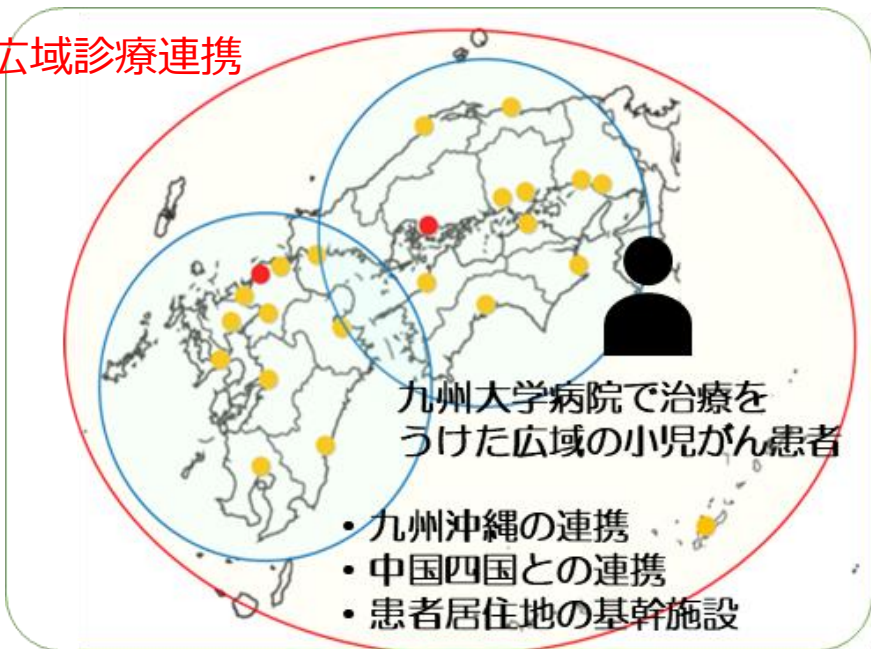 広域診療連携
九州大学病院で治療を
うけた広域の小児がん患者
・九州沖縄の連携
・中国四国との連携
・患者居住地の基幹施設